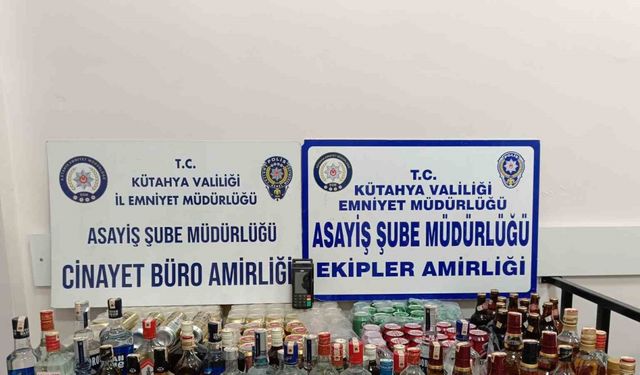 T.C.
KÜTAHYA VALİLİĞİ
İL EMNİYET MÜDÜRLÜĞÜ
ASAYİŞ ŞUBE MÜDÜRLÜĞÜ
CİNAYET BÜRO AMİRLİĞİ
T.C.
KÜTAHYA VALİLİĞİ
EMNİYET MÜDÜRLÜĞÜ
ASAYİŞ ŞUBE MÜDÜRLÜĞÜ
EKİPLER AMİRLİĞİ